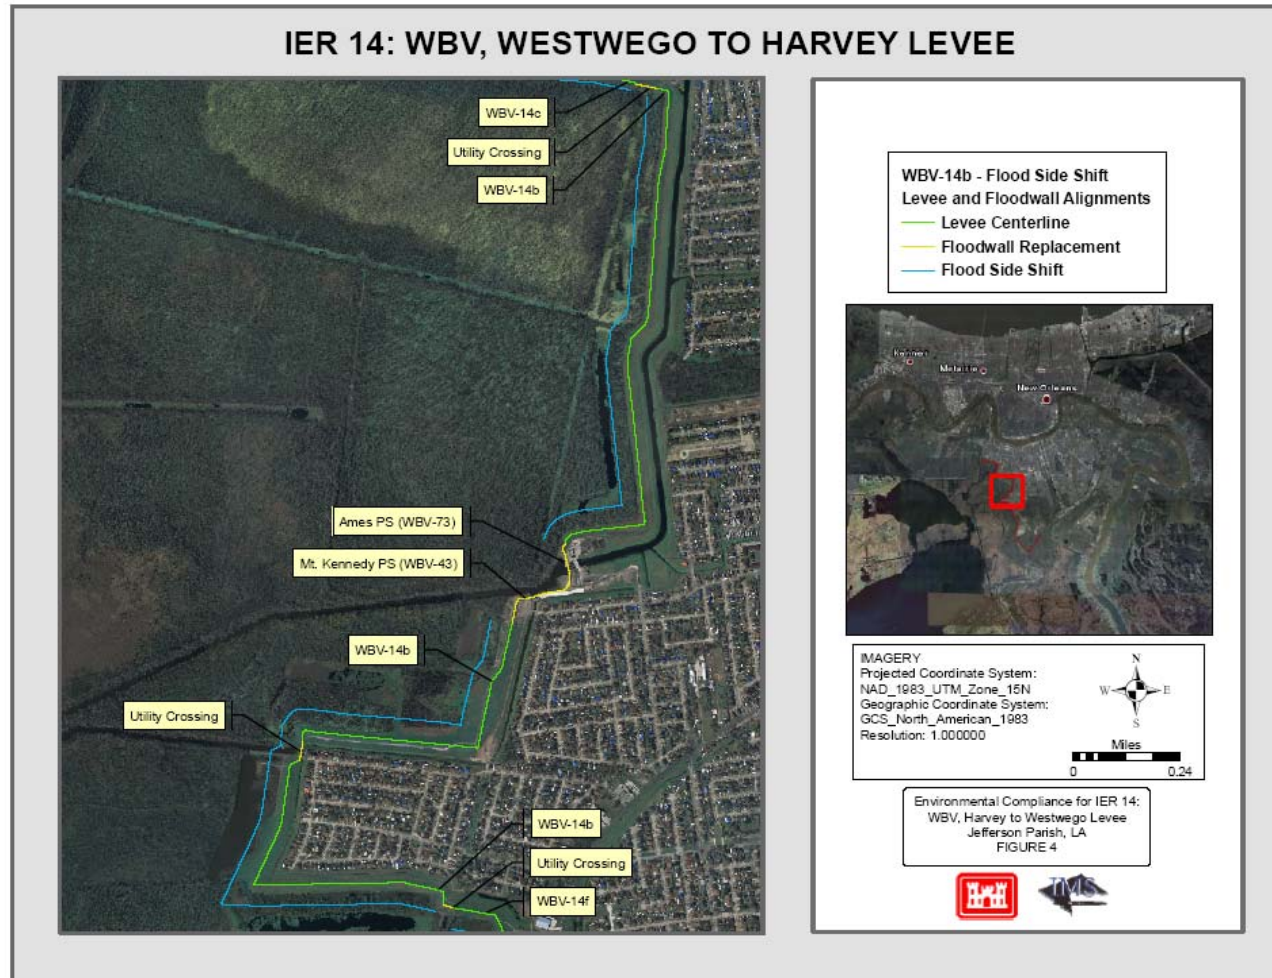 IER 14: WBV, WESTWEGO TO HARVEY LEVEE
WBV-14c
Utility Crossing
WBV-14b
Ames PS (WBV-73)
Mt. Kennedy PS (WBV-43)
WBV-14b
Utility Crossing
WBV-14b
Utility Crossing
WBV-14f
WBV-14b - Flood Side Shift
Levee and Floodwall Alignments
Levee Centerline
Floodwall Replacement
Flood Side Shift
Kenner
Metairie
New Orleans
IMAGERY
Projected Coordinate System:
NAD_1983_UTM_Zone_15N
Geographic Coordinate System:
GCS_North_American_1983
Resolution: 1.000000
N
W E
S
Miles
0 0.24
Environmental Compliance for IER 14:
WBV, Harvey to Westwego Levee
Jefferson Parish, LA
FIGURE 4